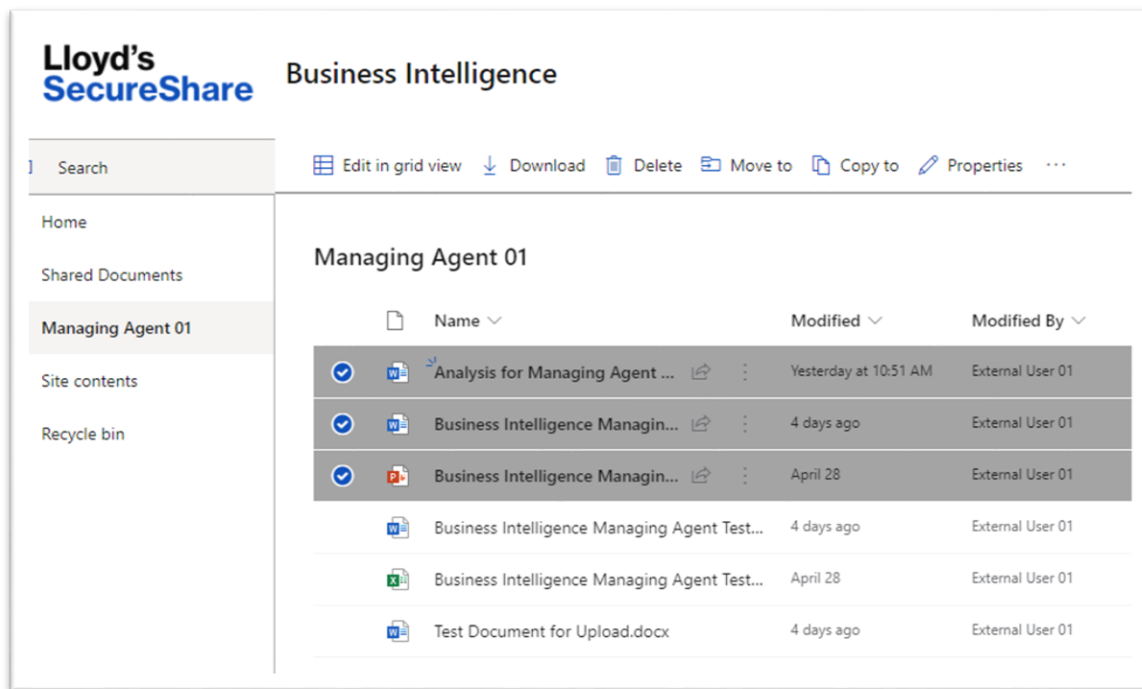 Lloyd's
SecureShare
Business Intelligence
Search
Edit in grid view Download Delete Move to Copy to Properties ...
Home
Shared Documents
Managing Agent 01
Site contents
Recycle bin
Managing Agent 01
Name Modified Modified By
Analysis for Managing Agent ... Yesterday at 10:51 AM External User 01
Business Intelligence Managin... 4 days ago External User 01
Business Intelligence Managin... April 28 External User 01
Business Intelligence Managing Agent Test... 4 days ago External User 01
Business Intelligence Managing Agent Test... April 28 External User 01
Test Document for Upload.docx 4 days ago External User 01